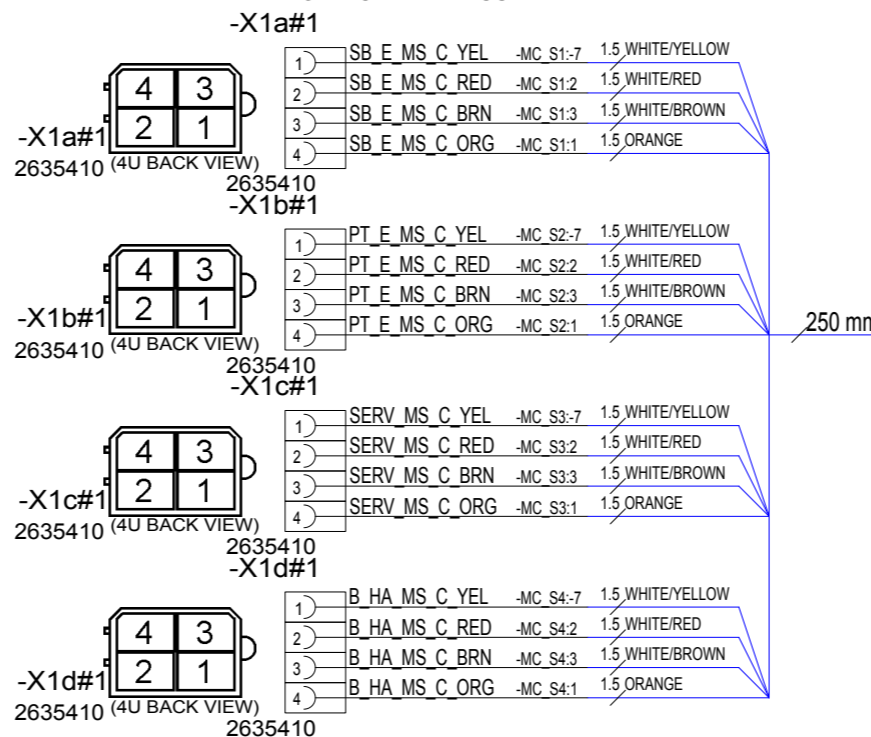 -X1a#1
1 SB_E_MS_C_YEL -MC_S1:-7 1.5 WHITE/YELLOW
2 SB_E_MS_C_RED -MC_S1:2 1.5 WHITE/RED
3 SB_E_MS_C_BRN -MC_S1:3 1.5 WHITE/BROWN
4 SB_E_MS_C_ORG -MC_S1:1 1.5 ORANGE
4 3
2 1
-X1a#1
2635410 (4U BACK VIEW)
2635410
-X1b#1
1 PT_E_MS_C_YEL -MC_S2:-7 1.5 WHITE/YELLOW
2 PT_E_MS_C_RED -MC_S2:2 1.5 WHITE/RED
3 PT_E_MS_C_BRN -MC_S2:3 1.5 WHITE/BROWN
4 PT_E_MS_C_ORG -MC_S2:1 1.5 ORANGE
4 3
2 1
-X1b#1
2635410 (4U BACK VIEW)
250 mm
2635410
-X1c#1
1 SERV_MS_C_YEL -MC_S3:-7 1.5 WHITE/YELLOW
2 SERV_MS_C_RED -MC_S3:2 1.5 WHITE/RED
3 SERV_MS_C_BRN -MC_S3:3 1.5 WHITE/BROWN
4 SERV_MS_C_ORG -MC_S3:1 1.5 ORANGE
4 3
2 1
-X1c#1
2635410 (4U BACK VIEW)
2635410
-X1d#1
1 B_HA_MS_C_YEL -MC_S4:-7 1.5 WHITE/YELLOW
2 B_HA_MS_C_RED -MC_S4:2 1.5 WHITE/RED
3 B_HA_MS_C_BRN -MC_S4:3 1.5 WHITE/BROWN
4 B_HA_MS_C_ORG -MC_S4:1 1.5 ORANGE
4 3
2 1
-X1d#1
2635410 (4U BACK VIEW)
2635410